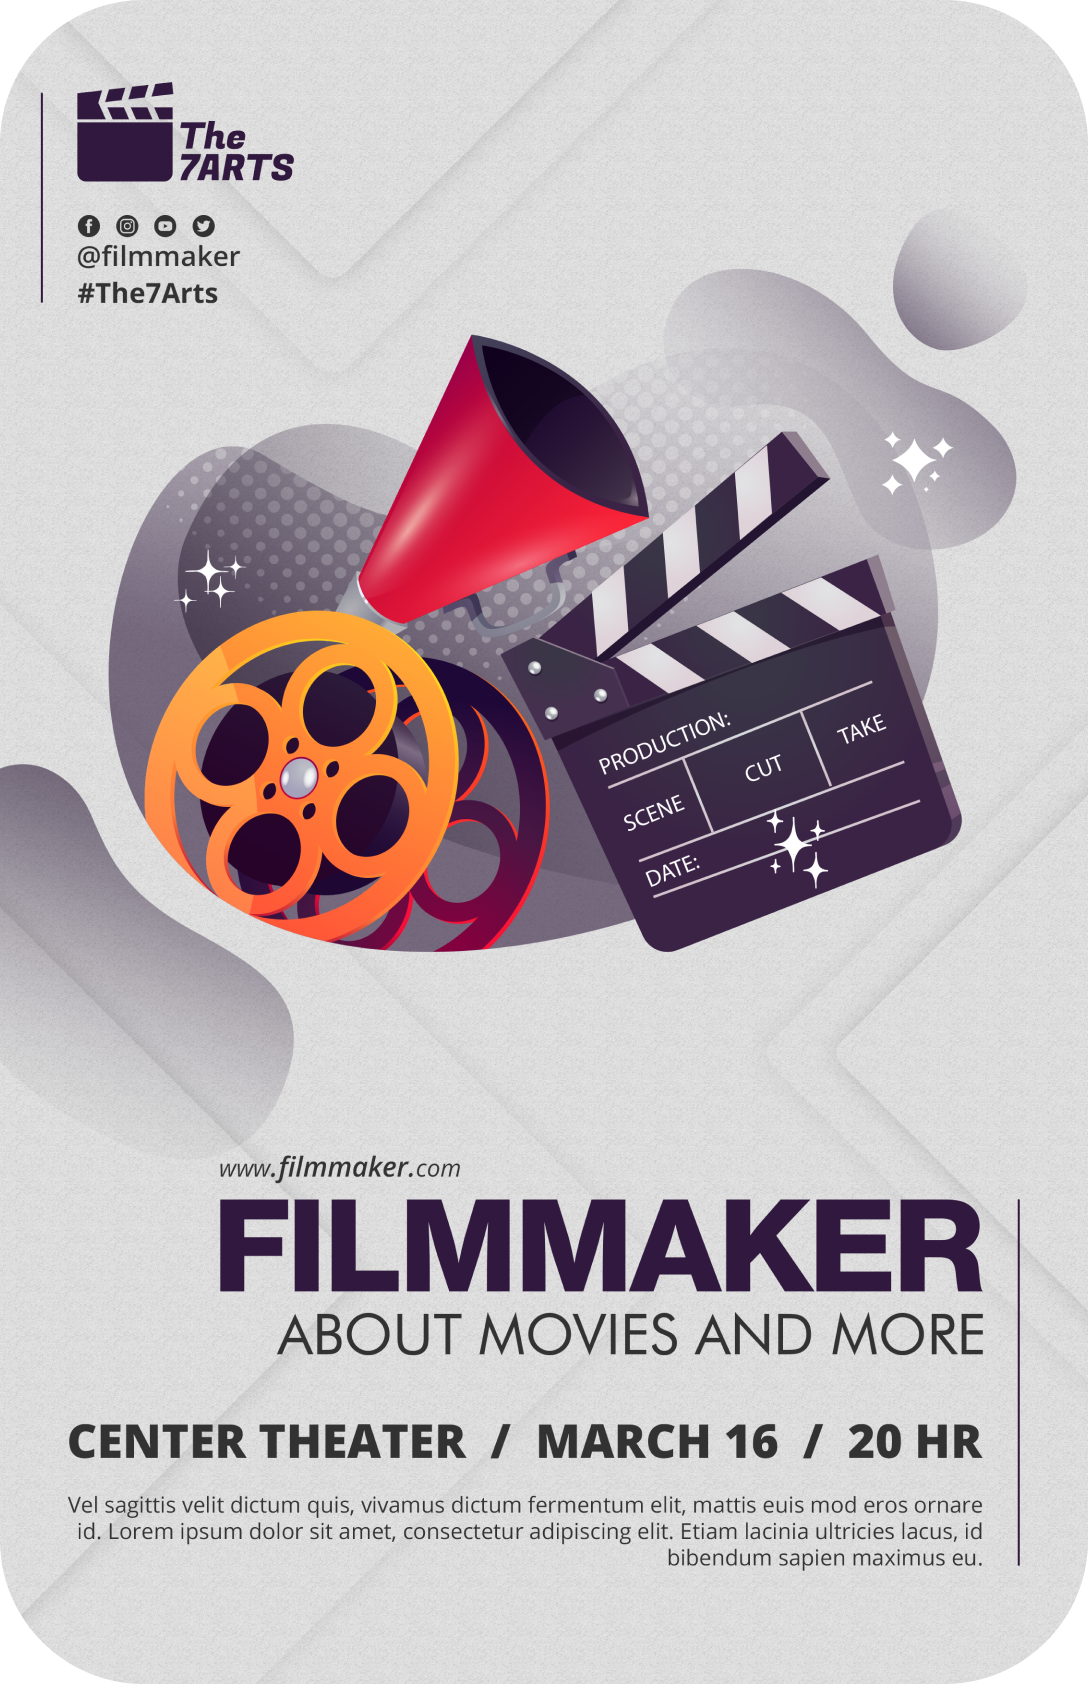 The
7ARTS
@filmmaker
#The7Arts
PRODUCTION:
SCENE
CUT
TAKE
DATE:
www.filmmaker.com
FILMMAKER
ABOUT MOVIES AND MORE
CENTER THEATER / MARCH 16 / 20 HR
Vel sagittis velit dictum quis, vivamus dictum fermentum elit, mattis euis mod eros ornare
id. Lorem ipsum dolor sit amet, consectetur adipiscing elit. Etiam lacinia ultricies lacus, id
bibendum sapien maximus eu.